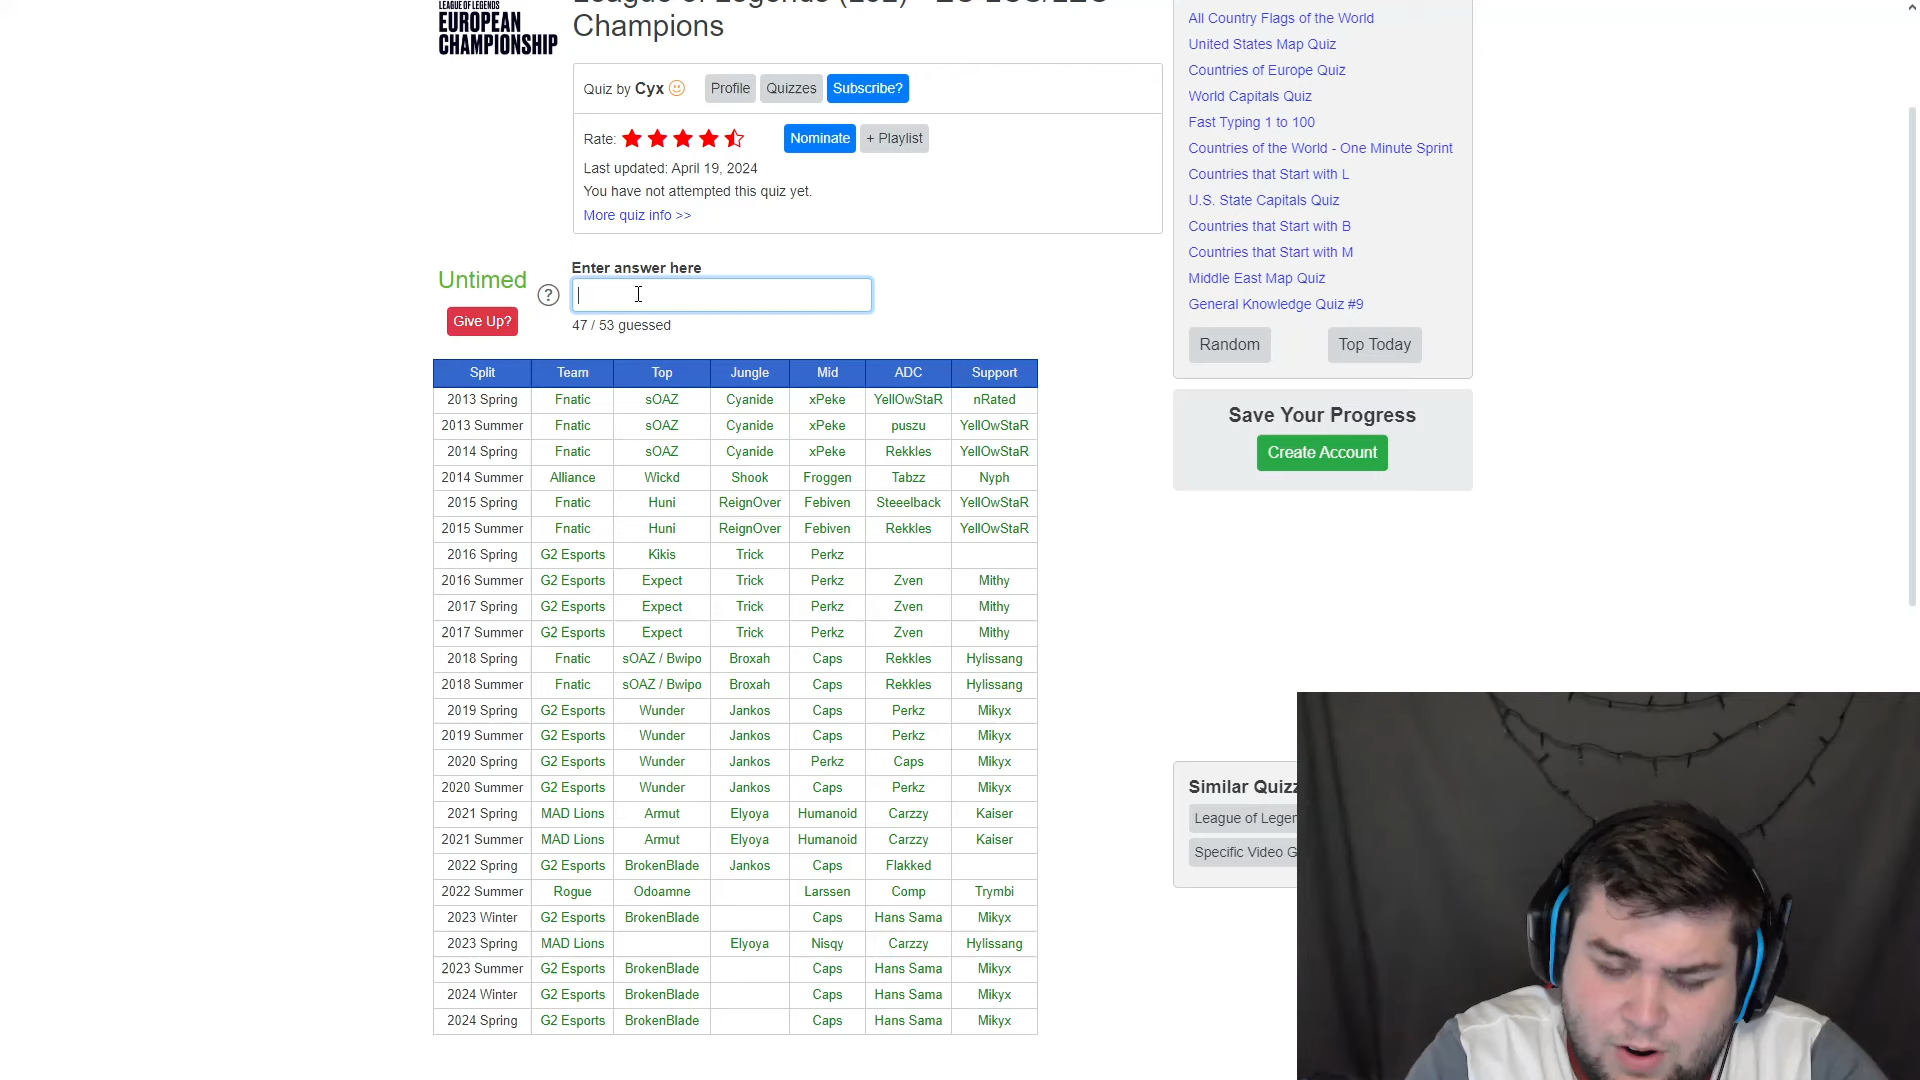 LEAGUE OF LEGENDS
EUROPEAN
CHAMPIONSHIP
Champions
Quiz by Cyx Profile Quizzes Subscribe?
Rate: Nominate + Playlist
Last updated: April 19, 2024
You have not attempted this quiz yet.
More quiz info >>
Untimed
Give Up?
?
Enter answer here
47 / 53 guessed
Split Team Top Jungle Mid ADC Support
2013 Spring Fnatic sOAZ Cyanide xPeke YellOwStaR nRated
2013 Summer Fnatic sOAZ Cyanide xPeke puszu YellOwStaR
2014 Spring Fnatic sOAZ Cyanide xPeke Rekkles YellOwStaR
2014 Summer Alliance Wickd Shook Froggen Tabzz Nyph
2015 Spring Fnatic Huni ReignOver Febiven Steeelback YellOwStaR
2015 Summer Fnatic Huni ReignOver Febiven Rekkles YellOwStaR
2016 Spring G2 Esports Kikis Trick Perkz
2016 Summer G2 Esports Expect Trick Perkz Zven Mithy
2017 Spring G2 Esports Expect Trick Perkz Zven Mithy
2017 Summer G2 Esports Expect Trick Perkz Zven Mithy
2018 Spring Fnatic sOAZ / Bwipo Broxah Caps Rekkles Hylissang
2018 Summer Fnatic sOAZ / Bwipo Broxah Caps Rekkles Hylissang
2019 Spring G2 Esports Wunder Jankos Caps Perkz Mikyx
2019 Summer G2 Esports Wunder Jankos Caps Perkz Mikyx
2020 Spring G2 Esports Wunder Jankos Perkz Caps Mikyx
2020 Summer G2 Esports Wunder Jankos Caps Perkz Mikyx
2021 Spring MAD Lions Armut Elyoya Humanoid Carzzy Kaiser
2021 Summer MAD Lions Armut Elyoya Humanoid Carzzy Kaiser
2022 Spring G2 Esports BrokenBlade Jankos Caps Flakked
2022 Summer Rogue Odoamne Larssen Comp Trymbi
2023 Winter G2 Esports BrokenBlade Caps Hans Sama Mikyx
2023 Spring MAD Lions Elyoya Nisqy Carzzy Hylissang
2023 Summer G2 Esports BrokenBlade Caps Hans Sama Mikyx
2024 Winter G2 Esports BrokenBlade Caps Hans Sama Mikyx
2024 Spring G2 Esports BrokenBlade Caps Hans Sama Mikyx
All Country Flags of the World
United States Map Quiz
Countries of Europe Quiz
World Capitals Quiz
Fast Typing 1 to 100
Countries of the World - One Minute Sprint
Countries that Start with L
U.S. State Capitals Quiz
Countries that Start with B
Countries that Start with M
Middle East Map Quiz
General Knowledge Quiz #9
Random Top Today
Save Your Progress
Create Account
Similar Quizz
League of Legen
Specific Video G